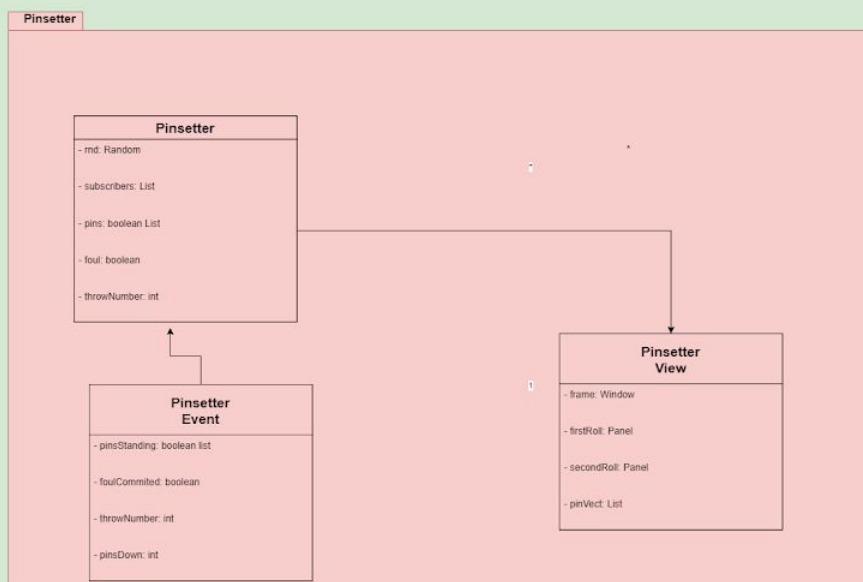 Pinsetter
Pinsetter
- rnd: Random
- subscribers: List
- pins: boolean List
- foul: boolean
- throwNumber: int
Pinsetter
Event
- pinsStanding: boolean list
- foulCommited: boolean
- throwNumber: int
- pinsDown: int
Pinsetter
View
- frame: Window
- firstRoll: Panel
- secondRoll: Panel
- pinVect: List